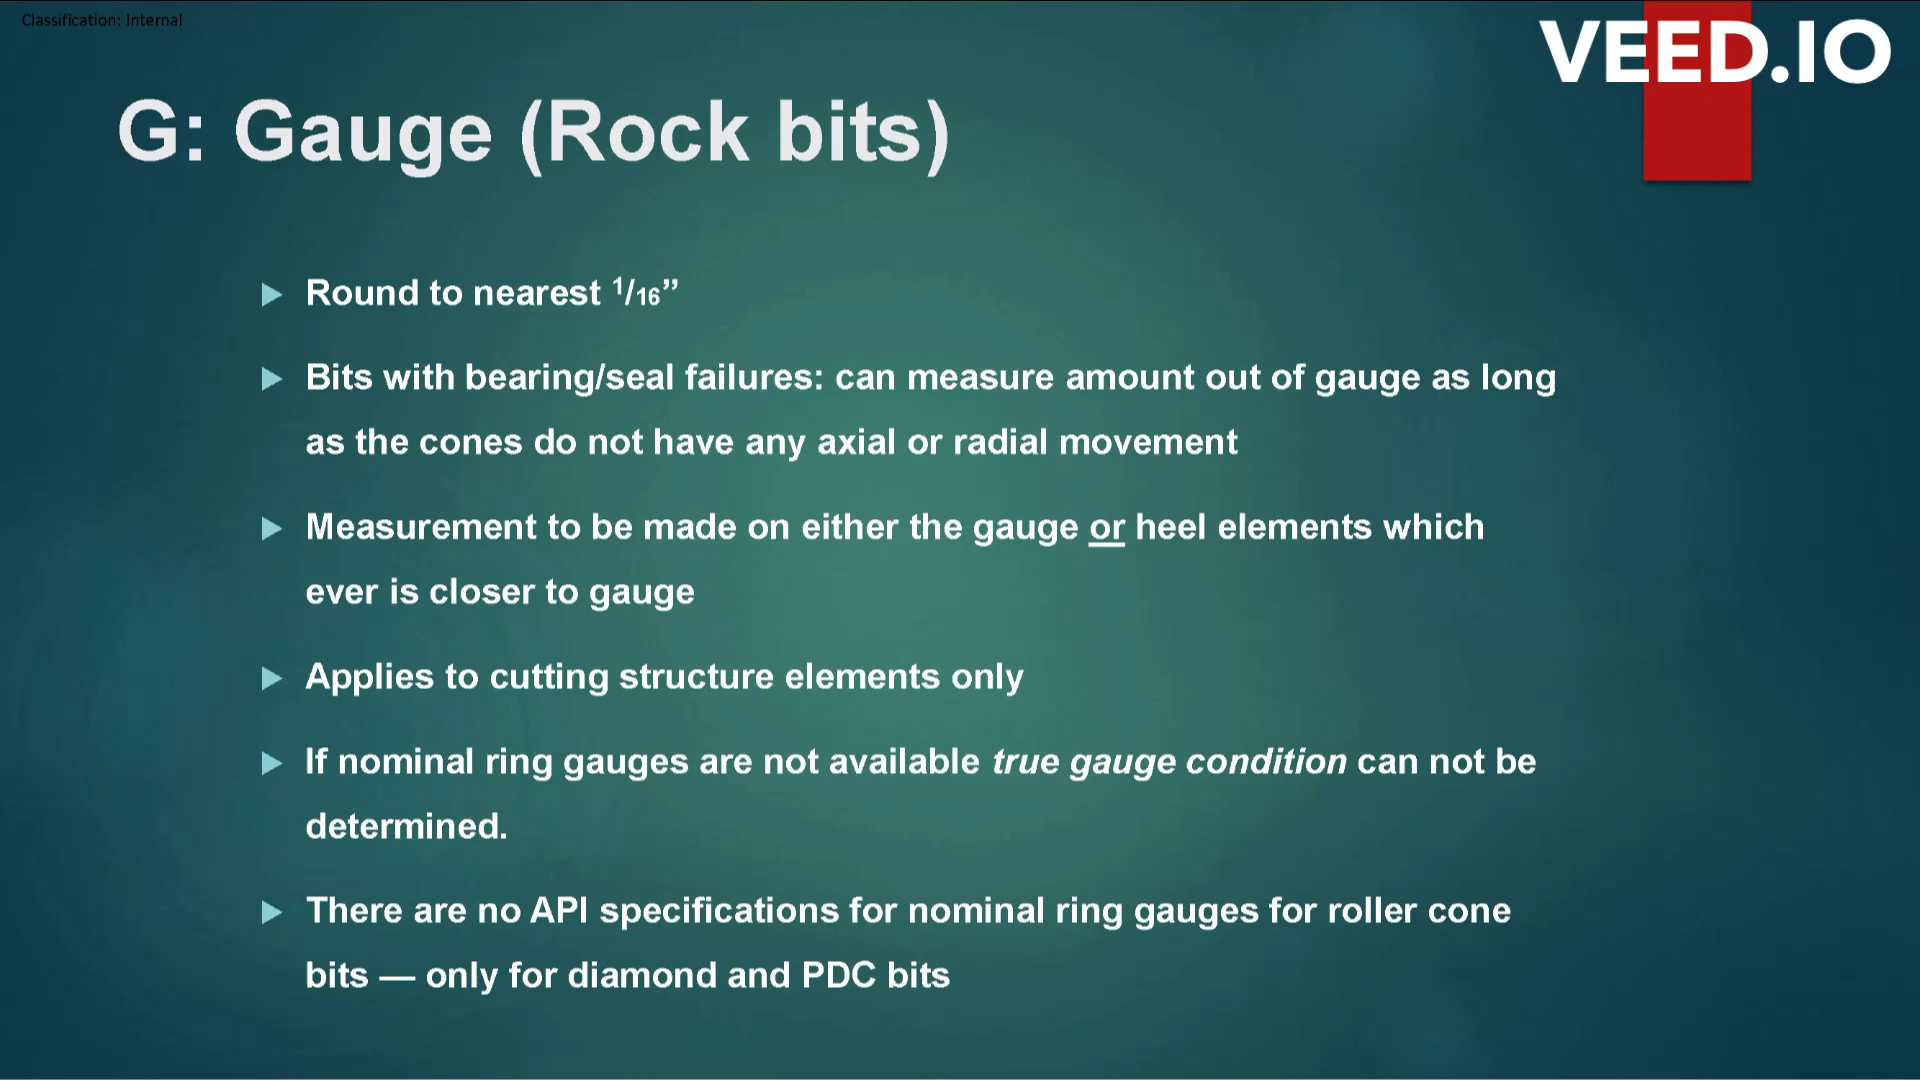 Classification: Internal
VEED.IO
G: Gauge (Rock bits)
Round to nearest 1/16”
Bits with bearing/seal failures: can measure amount out of gauge as long
as the cones do not have any axial or radial movement
Measurement to be made on either the gauge or heel elements which
ever is closer to gauge
Applies to cutting structure elements only
If nominal ring gauges are not available true gauge condition can not be
determined.
There are no API specifications for nominal ring gauges for roller cone
bits — only for diamond and PDC bits